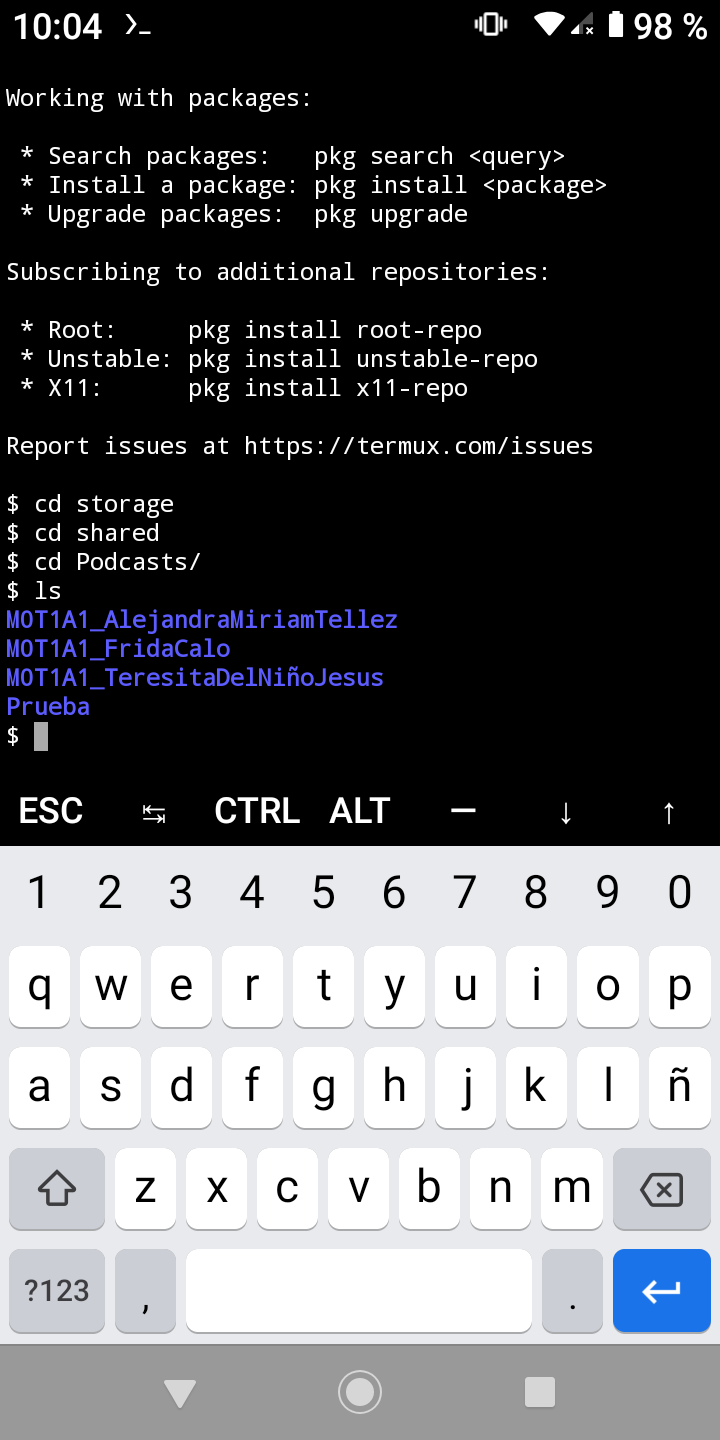 10:04 98 %
Working with packages:
* Search packages: pkg search <query>
* Install a package: pkg install <package>
* Upgrade packages: pkg upgrade
Subscribing to additional repositories:
* Root: pkg install root-repo
* Unstable: pkg install unstable-repo
* X11: pkg install x11-repo
Report issues at https://termux.com/issues
$ cd storage
$ cd shared
$ cd Podcasts/
$ ls
MOT1A1_AlejandraMiriamTellez
MOT1A1_FridaCalo
MOT1A1_TeresitaDelNiñoJesus
Prueba
$
ESC ↹ CTRL ALT — ↓ ↑
1 2 3 4 5 6 7 8 9 0
q w e r t y u i o p
a s d f g h j k l ñ
z x c v b n m
?123 , .